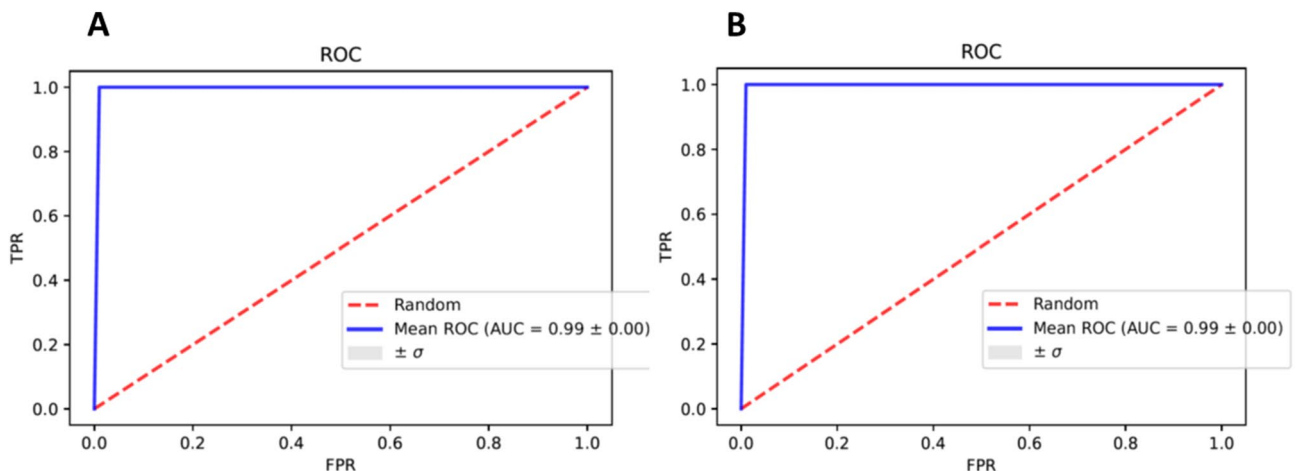 A
ROC
1.0
0.8
0.6
0.4
0.2
0.0
TPR
Random
Mean ROC (AUC = 0.99 ± 0.00)
± σ
0.0 0.2 0.4 0.6 0.8 1.0
FPR
B
ROC
1.0
0.8
0.6
0.4
0.2
0.0
TPR
Random
Mean ROC (AUC = 0.99 ± 0.00)
± σ
0.0 0.2 0.4 0.6 0.8 1.0
FPR